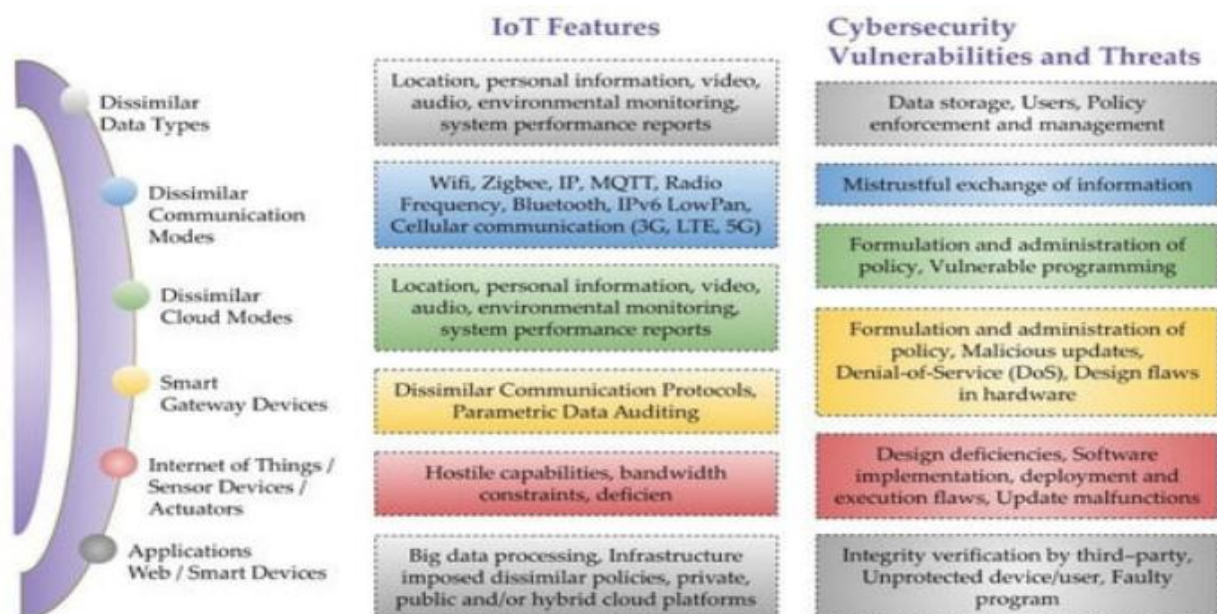 IoT Features
Cybersecurity
Vulnerabilities and Threats
Dissimilar
Data Types
Location, personal information, video,
audio, environmental monitoring,
system performance reports
Data storage, Users, Policy
enforcement and management
Dissimilar
Communication
Modes
Wifi, Zigbee, IP, MQTT, Radio
Frequency, Bluetooth, IPv6 LowPan,
Cellular communication (3G, LTE, 5G)
Mistrustful exchange of information
Dissimilar
Cloud Modes
Location, personal information, video,
audio, environmental monitoring,
system performance reports
Formulation and administration of
policy, Vulnerable programming
Smart
Gateway Devices
Dissimilar Communication Protocols,
Parametric Data Auditing
Formulation and administration of
policy, Malicious updates,
Denial-of-Service (DoS), Design flaws
in hardware
Internet of Things /
Sensor Devices /
Actuators
Hostile capabilities, bandwidth
constraints, deficien
Design deficiencies, Software
implementation, deployment and
execution flaws, Update malfunctions
Applications
Web / Smart Devices
Big data processing, Infrastructure
imposed dissimilar policies, private,
public and/or hybrid cloud platforms
Integrity verification by third–party,
Unprotected device/user, Faulty
program